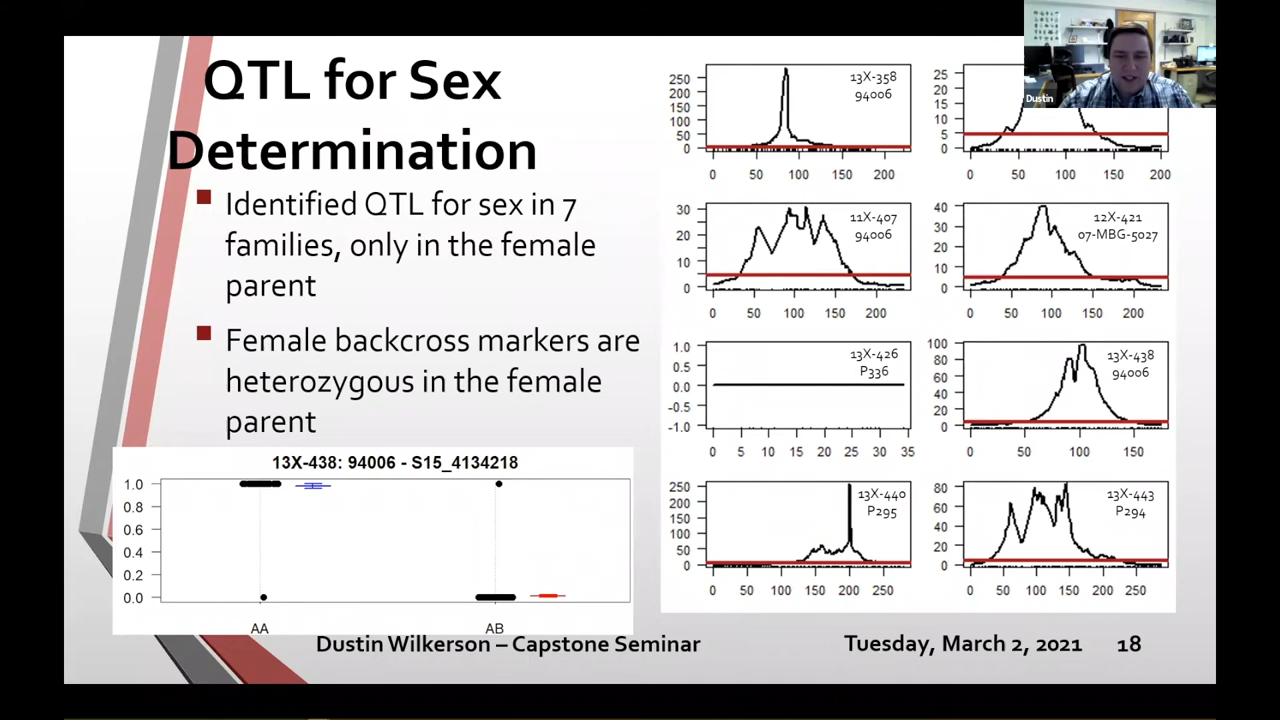 QTL for Sex
Determination
Identified QTL for sex in 7
families, only in the female
parent
Female backcross markers are
heterozygous in the female
parent
13X-438: 94006 - S15_4134218
1.0
0.8
0.6
0.4
0.2
0.0
AA AB
250
200
150
100
50
0
13X-358
94006
0 50 100 150 200
25
20
15
10
5
0
0 50 100 150 200
30
20
10
0
11X-407
94006
0 50 100 150 200
40
30
20
10
0
12X-421
07-MBG-5027
0 50 100 150 200
1.0
0.5
0.0
-0.5
-1.0
13X-426
P336
0 5 10 15 20 25 30 35
100
80
60
40
20
0
13X-438
94006
0 50 100 150
250
200
150
100
50
0
13X-440
P295
0 50 100 150 200 250
80
60
40
20
0
13X-443
P294
0 50 100 150 200 250
Dustin
Dustin Wilkerson – Capstone Seminar
Tuesday, March 2, 2021 18